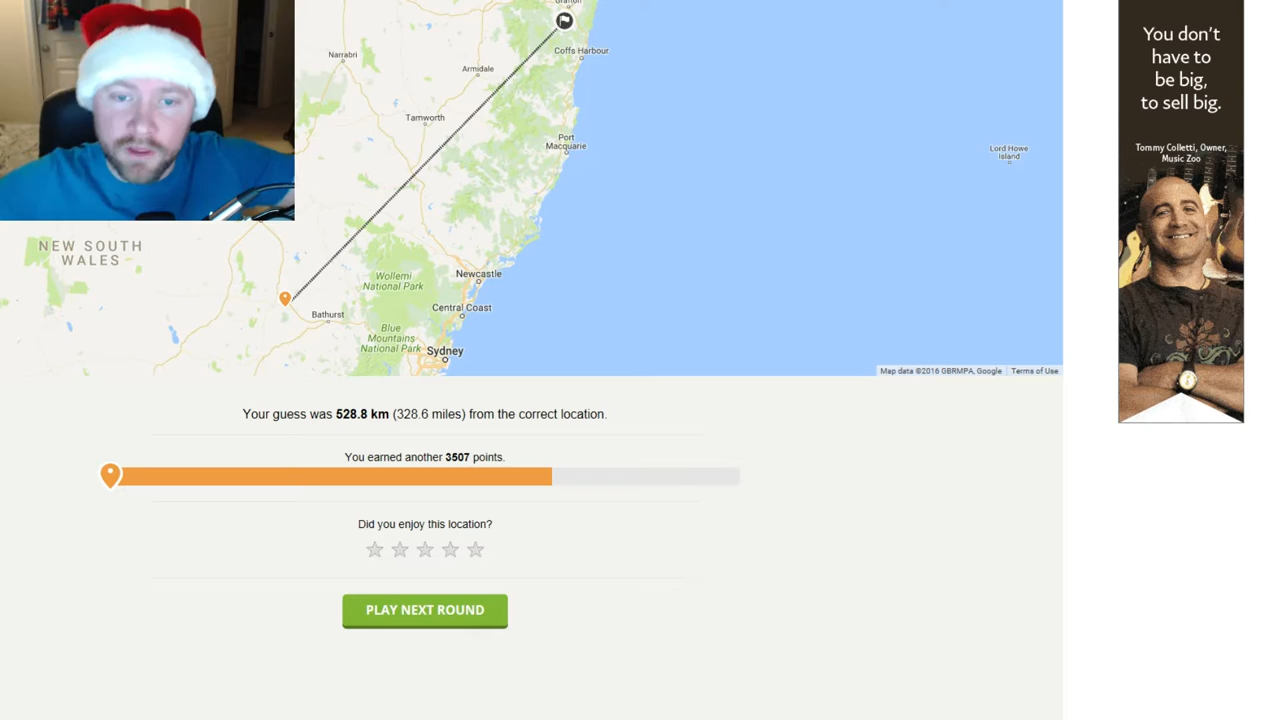 Grafton
Coffs Harbour
Narrabri
Armidale
Tamworth
Port
Macquarie
Lord Howe
Island
NEW SOUTH
WALES
Wollemi
National Park
Newcastle
Central Coast
Bathurst
Blue
Mountains
National Park
Sydney
Map data ©2016 GBRMPA, Google
Terms of Use
Your guess was 528.8 km (328.6 miles) from the correct location.
You earned another 3507 points.
Did you enjoy this location?
PLAY NEXT ROUND
You don't
have to
be big,
to sell big.
Tommy Colletti, Owner,
Music Zoo